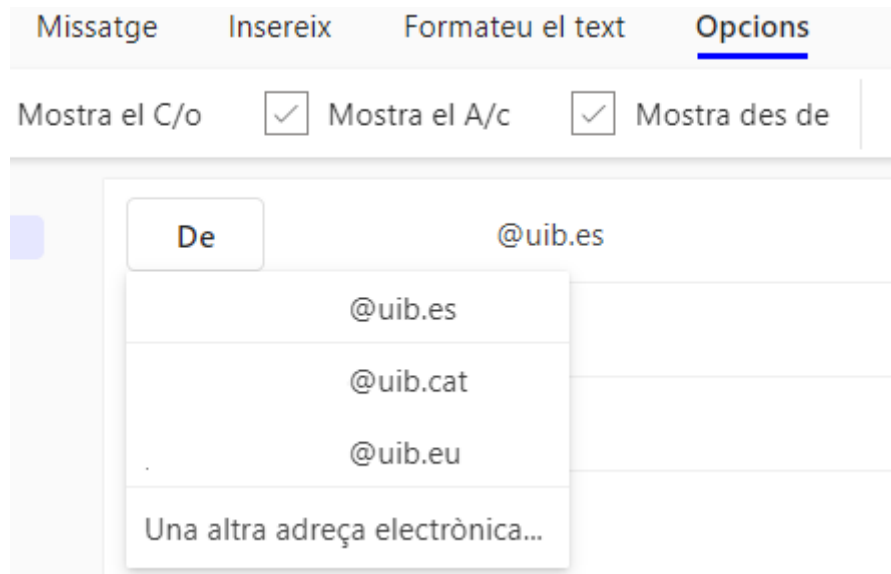 Missatge Insereix Formateu el text Opcions
Mostra el C/o Mostra el A/c Mostra des de
De @uib.es
@uib.es
@uib.cat
@uib.eu
Una altra adreça electrònica...